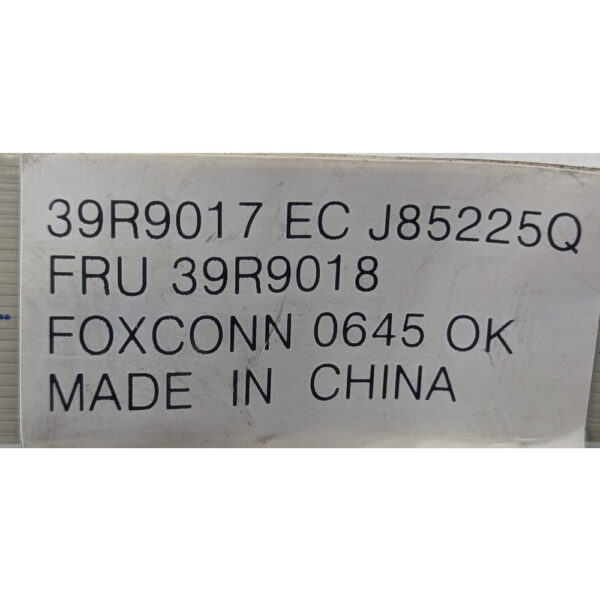 39R9017 EC J85225Q
FRU 39R9018
FOXCONN 0645 OK
MADE IN CHINA